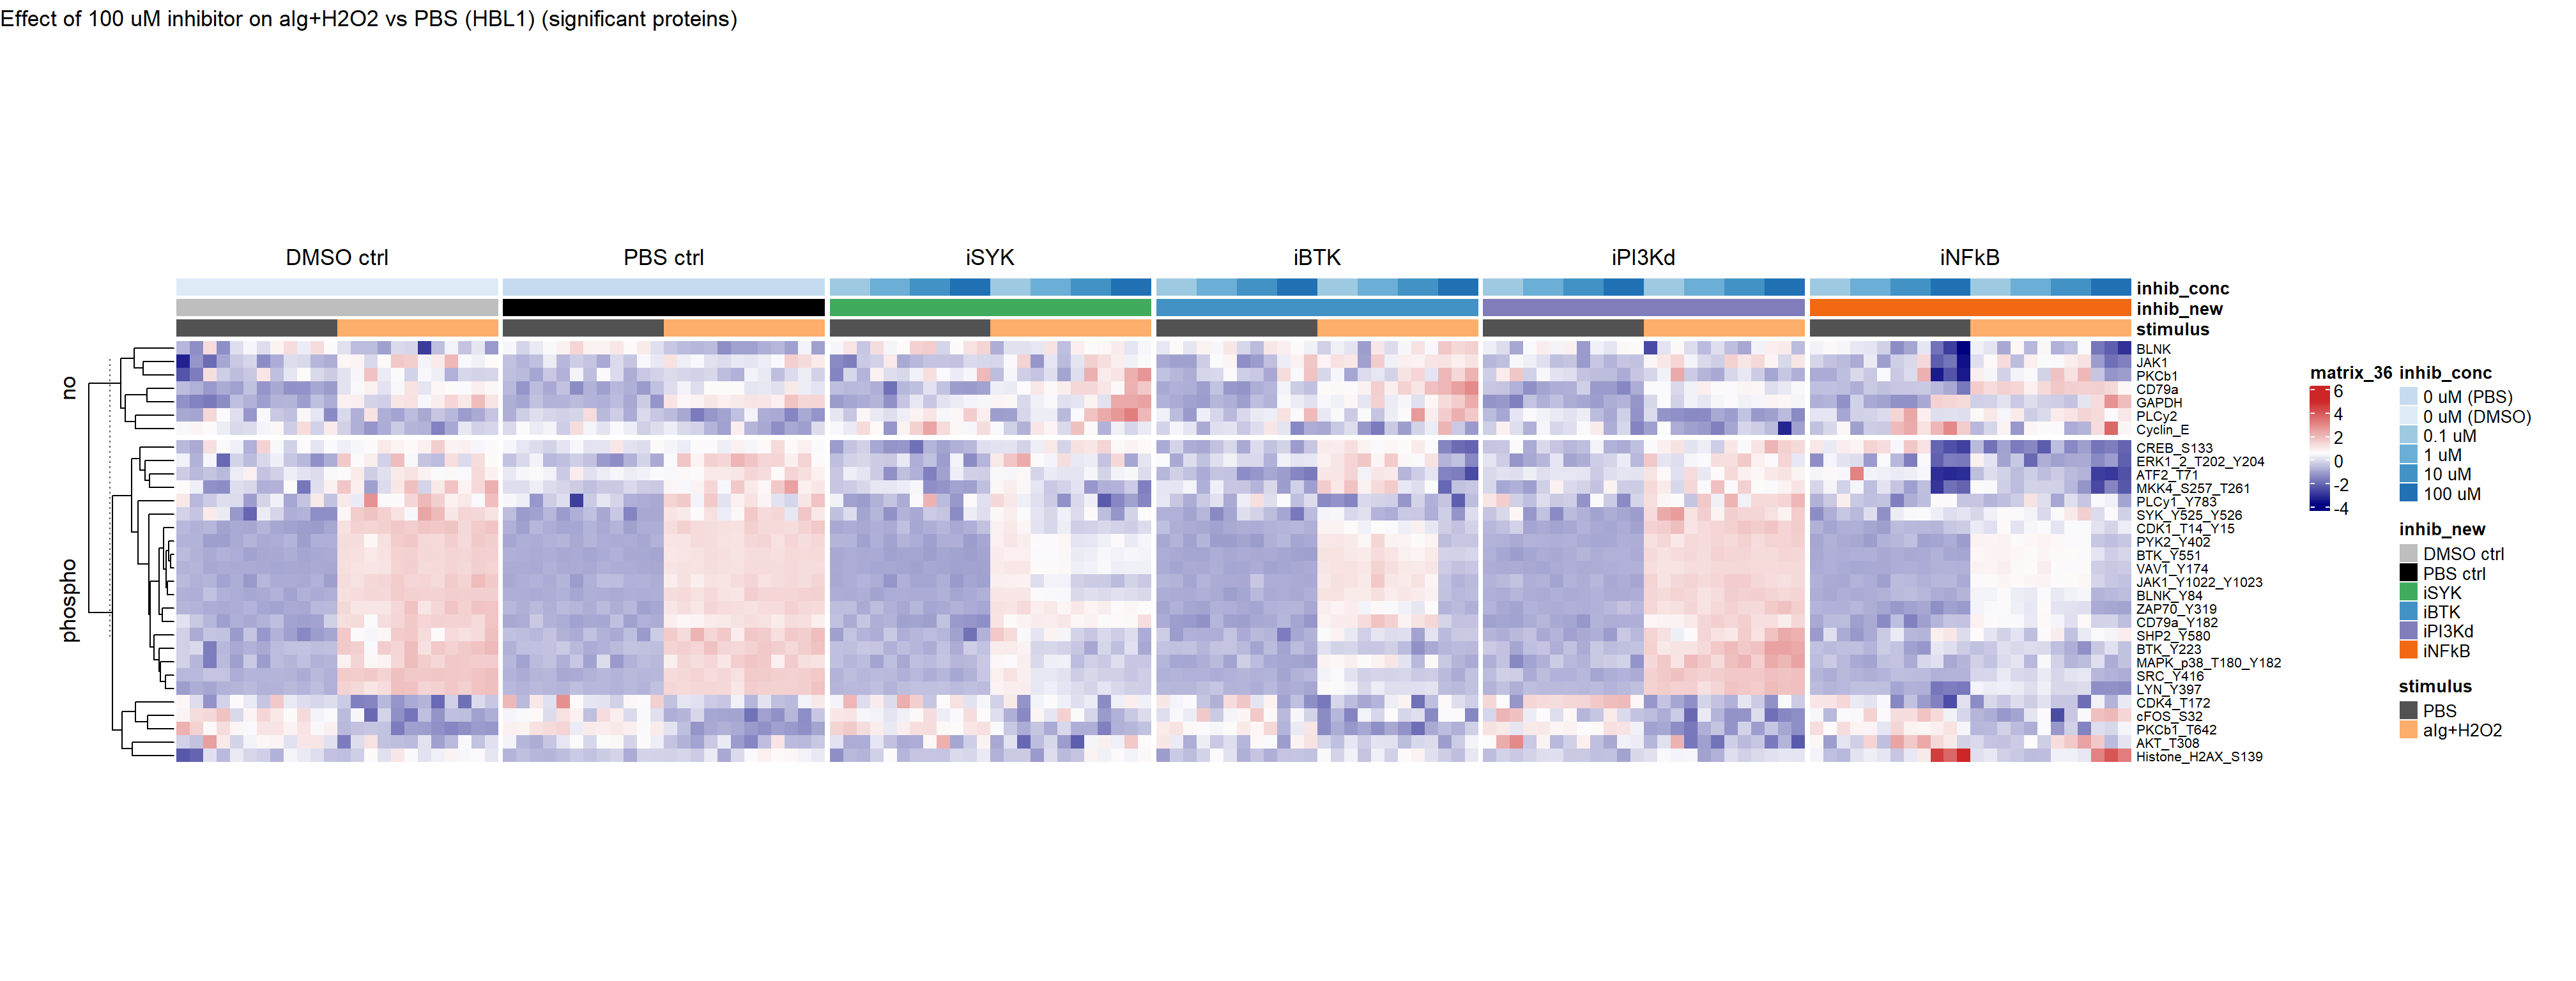 Effect of 100 uM inhibitor on aIg+H2O2 vs PBS (HBL1) (significant proteins)
DMSO ctrl
PBS ctrl
iSYK
iBTK
iPI3Kd
iNFkB
inhib_conc
inhib_new
stimulus
no
phospho
BLNK
JAK1
PKCb1
CD79a
GAPDH
PLCy2
Cyclin_E
CREB_S133
ERK1_2_T202_Y204
ATF2_T71
MKK4_S257_T261
PLCy1_Y783
SYK_Y525_Y526
CDK1_T14_Y15
PYK2_Y402
BTK_Y551
VAV1_Y174
JAK1_Y1022_Y1023
BLNK_Y84
ZAP70_Y319
CD79a_Y182
SHP2_Y580
BTK_Y223
MAPK_p38_T180_Y182
SRC_Y416
LYN_Y397
CDK4_T172
cFOS_S32
PKCb1_T642
AKT_T308
Histone_H2AX_S139
matrix_36
6
4
2
0
-2
-4
inhib_conc
0 uM (PBS)
0 uM (DMSO)
0.1 uM
1 uM
10 uM
100 uM
inhib_new
DMSO ctrl
PBS ctrl
iSYK
iBTK
iPI3Kd
iNFkB
stimulus
PBS
aIg+H2O2